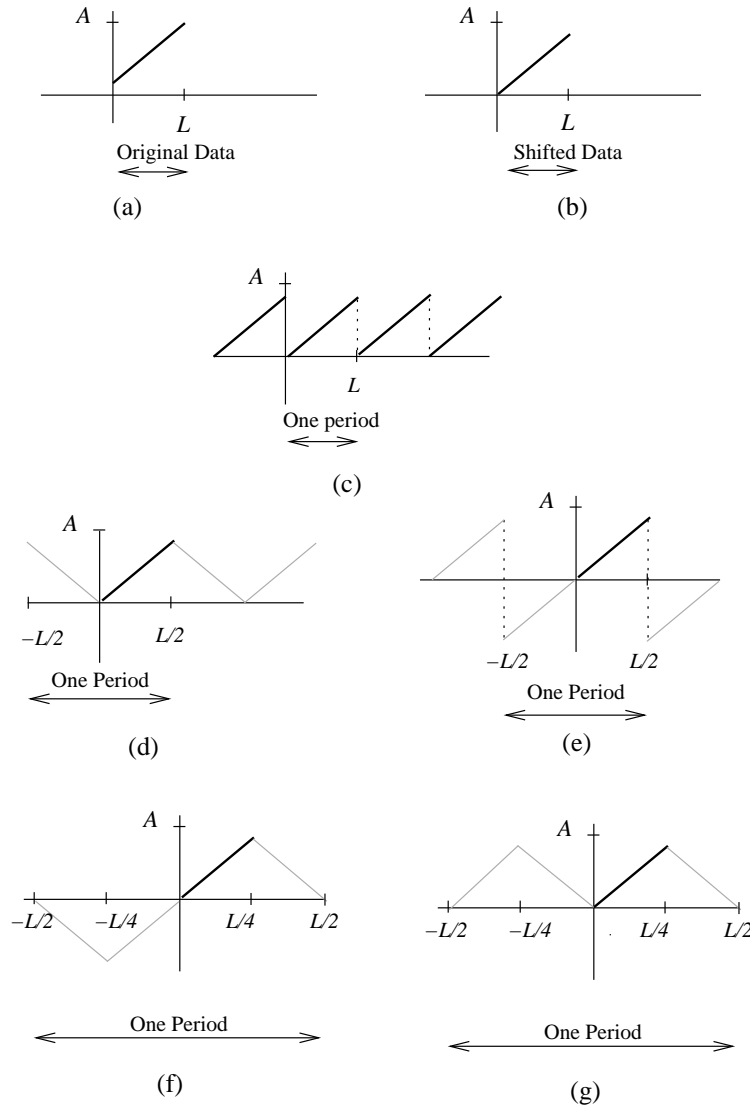 A
L
Original Data
(a)
A
L
Shifted Data
(b)
A
L
One period
(c)
A
−L/2
L/2
One Period
(d)
A
−L/2
L/2
One Period
(e)
A
−L/2
−L/4
L/4
L/2
One Period
(f)
A
−L/2
−L/4
L/4
L/2
One Period
(g)